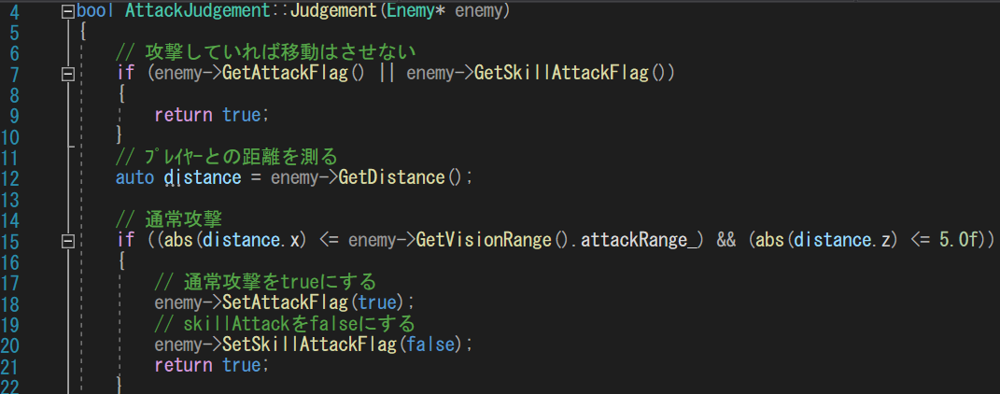 4 bool AttackJudgement::Judgement(Enemy* enemy)
5 {
6 // 攻撃していれば移動はさせない
7 if (enemy->GetAttackFlag() || enemy->GetSkillAttackFlag())
8 {
9 return true;
10 }
11 // ﾌﾟﾚｲﾔｰとの距離を測る
12 auto distance = enemy->GetDistance();
13
14 // 通常攻撃
15 if ((abs(distance.x) <= enemy->GetVisionRange().attackRange_) && (abs(distance.z) <= 5.0f))
16 {
17 // 通常攻撃をtrueにする
18 enemy->SetAttackFlag(true);
19 // skillAttackをfalseにする
20 enemy->SetSkillAttackFlag(false);
21 return true;
22 }